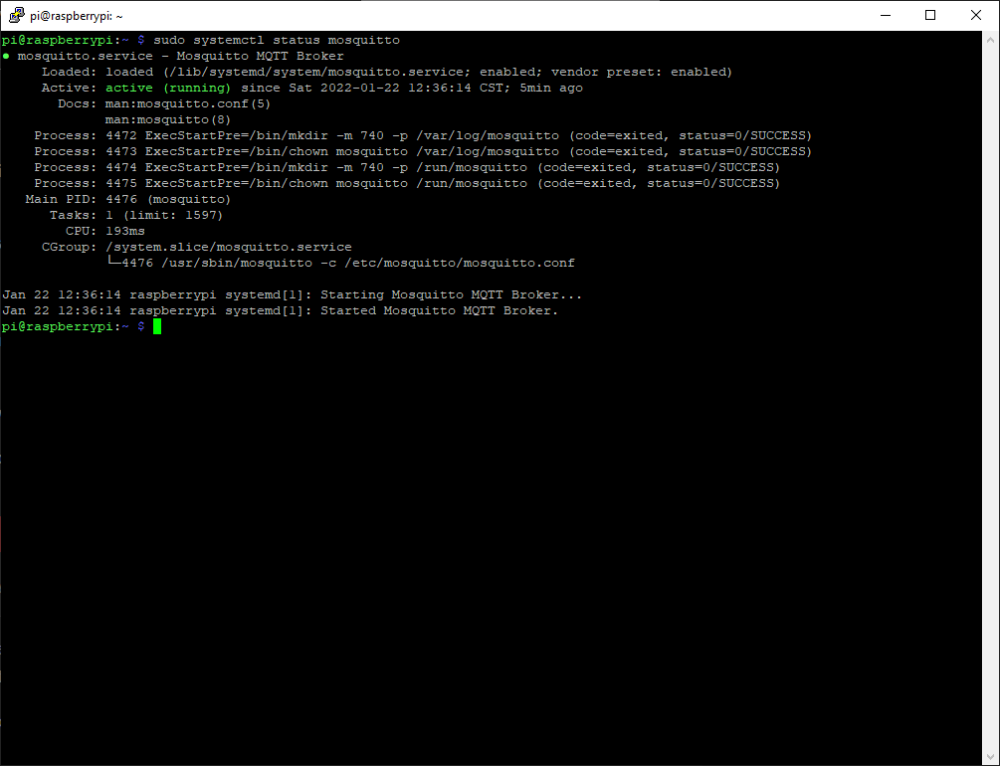 pi@raspberrypi: ~
pi@raspberrypi:~ $ sudo systemctl status mosquitto
● mosquitto.service - Mosquitto MQTT Broker
     Loaded: loaded (/lib/systemd/system/mosquitto.service; enabled; vendor preset: enabled)
     Active: active (running) since Sat 2022-01-22 12:36:14 CST; 5min ago
       Docs: man:mosquitto.conf(5)
             man:mosquitto(8)
    Process: 4472 ExecStartPre=/bin/mkdir -m 740 -p /var/log/mosquitto (code=exited, status=0/SUCCESS)
    Process: 4473 ExecStartPre=/bin/chown mosquitto /var/log/mosquitto (code=exited, status=0/SUCCESS)
    Process: 4474 ExecStartPre=/bin/mkdir -m 740 -p /run/mosquitto (code=exited, status=0/SUCCESS)
    Process: 4475 ExecStartPre=/bin/chown mosquitto /run/mosquitto (code=exited, status=0/SUCCESS)
   Main PID: 4476 (mosquitto)
      Tasks: 1 (limit: 1597)
        CPU: 193ms
     CGroup: /system.slice/mosquitto.service
             └─4476 /usr/sbin/mosquitto -c /etc/mosquitto/mosquitto.conf

Jan 22 12:36:14 raspberrypi systemd[1]: Starting Mosquitto MQTT Broker...
Jan 22 12:36:14 raspberrypi systemd[1]: Started Mosquitto MQTT Broker.
pi@raspberrypi:~ $